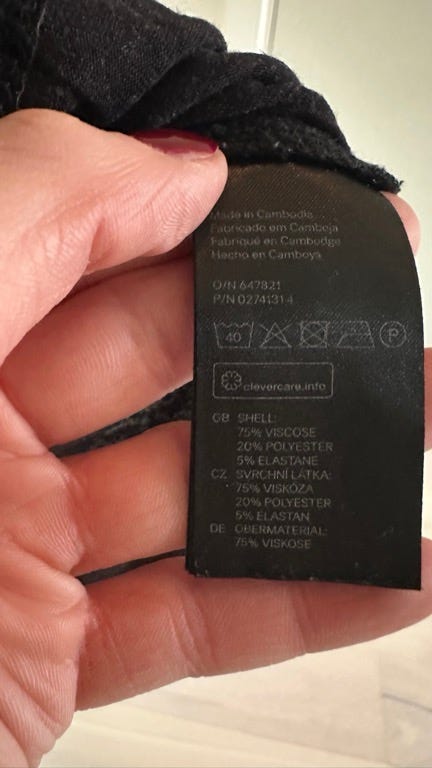 Made in Cambodia
Fabricado em Camboja
Fabriqué en Cambodge
Hecho en Camboya
O/N 647821
P/N 02741314
40 P
clevercare.info
GB SHELL:
75% VISCOSE
20% POLYESTER
5% ELASTANE
CZ SVRCHNÍ LÁTKA:
75% VISKÓZA
20% POLYESTER
5% ELASTAN
DE OBERMATERIAL:
75% VISKOSE